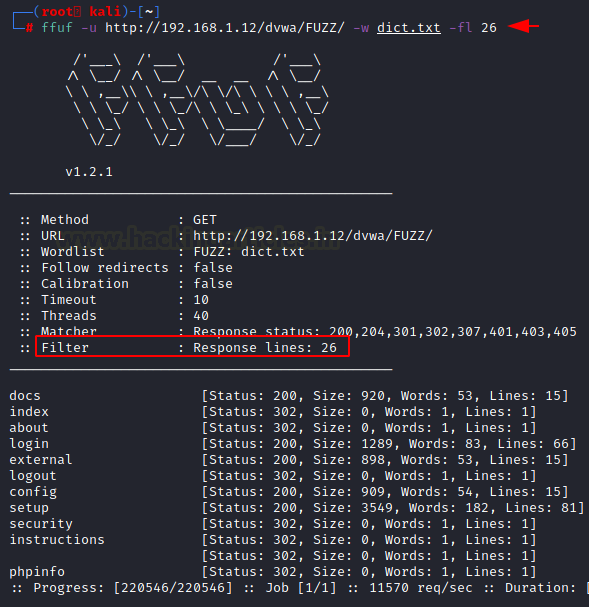 (root kali)-[~]
# ffuf -u http://192.168.1.12/dvwa/FUZZ/ -w dict.txt -fl 26
v1.2.1
:: Method : GET
:: URL : http://192.168.1.12/dvwa/FUZZ/
:: Wordlist : FUZZ: dict.txt
:: Follow redirects : false
:: Calibration : false
:: Timeout : 10
:: Threads : 40
:: Matcher : Response status: 200,204,301,302,307,401,403,405
:: Filter : Response lines: 26
docs [Status: 200, Size: 920, Words: 53, Lines: 15]
index [Status: 302, Size: 0, Words: 1, Lines: 1]
about [Status: 302, Size: 0, Words: 1, Lines: 1]
login [Status: 200, Size: 1289, Words: 83, Lines: 66]
external [Status: 200, Size: 898, Words: 53, Lines: 15]
logout [Status: 302, Size: 0, Words: 1, Lines: 1]
config [Status: 200, Size: 909, Words: 54, Lines: 15]
setup [Status: 200, Size: 3549, Words: 182, Lines: 81]
security [Status: 302, Size: 0, Words: 1, Lines: 1]
instructions [Status: 302, Size: 0, Words: 1, Lines: 1]
[Status: 302, Size: 0, Words: 1, Lines: 1]
phpinfo [Status: 302, Size: 0, Words: 1, Lines: 1]
:: Progress: [220546/220546] :: Job [1/1] :: 11570 req/sec :: Duration: [